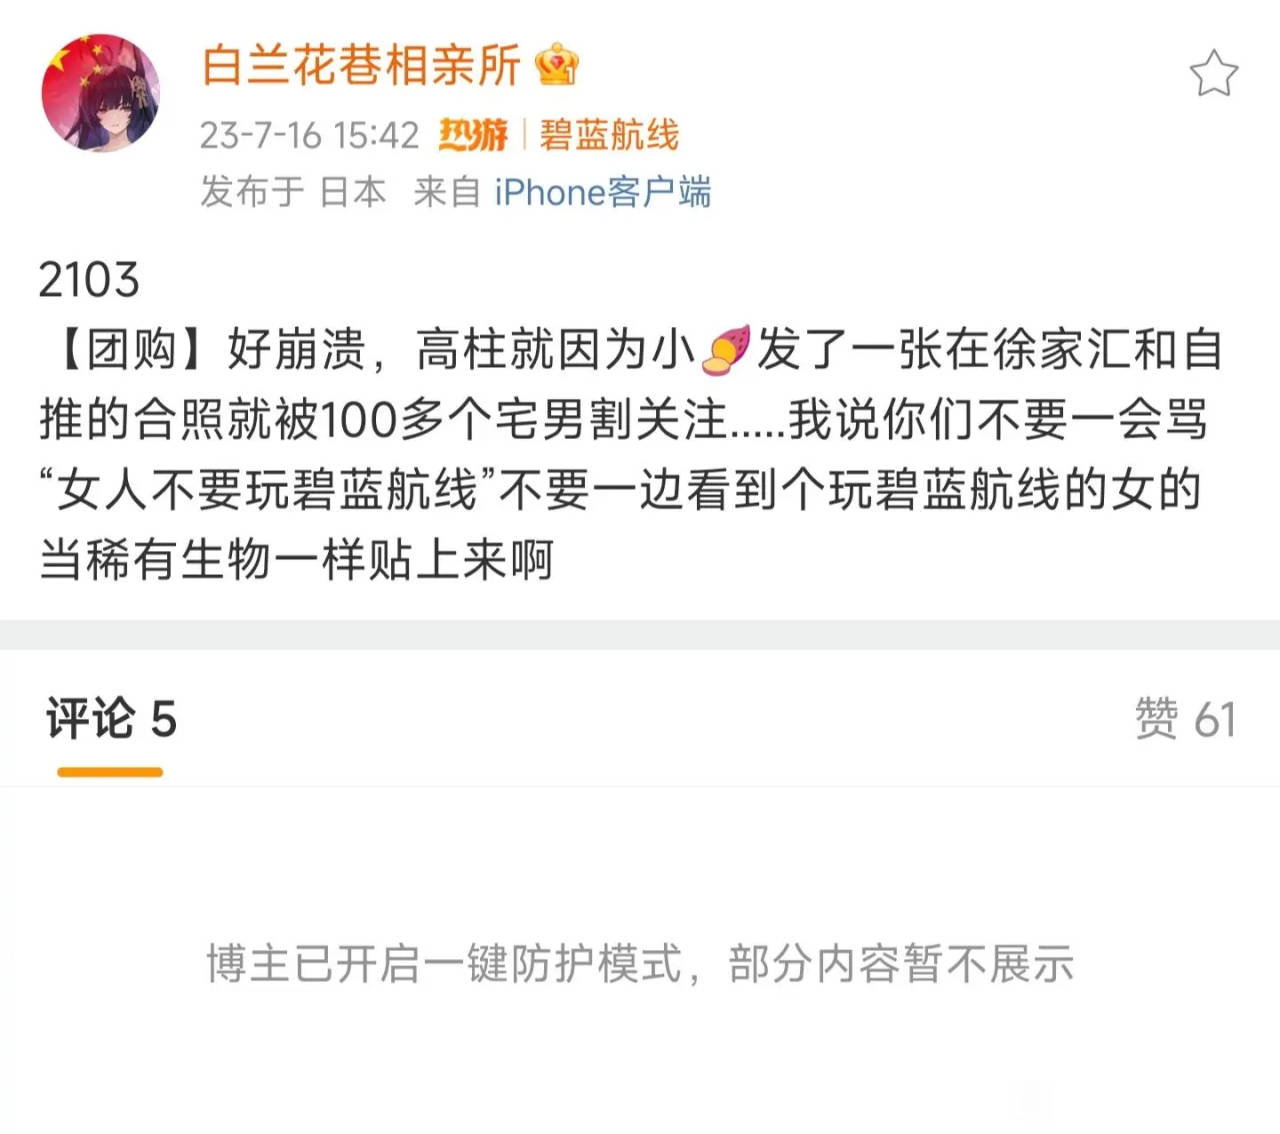 白兰花巷相亲所
23-7-16 15:42 热游 | 碧蓝航线
发布于 日本 来自 iPhone客户端
2103
【团购】好崩溃，高柱就因为小🍠发了一张在徐家汇和自
推的合照就被100多个宅男割关注.....我说你们不要一会骂
“女人不要玩碧蓝航线”不要一边看到个玩碧蓝航线的女的
当稀有生物一样贴上来啊
评论 5
赞 61
博主已开启一键防护模式，部分内容暂不展示